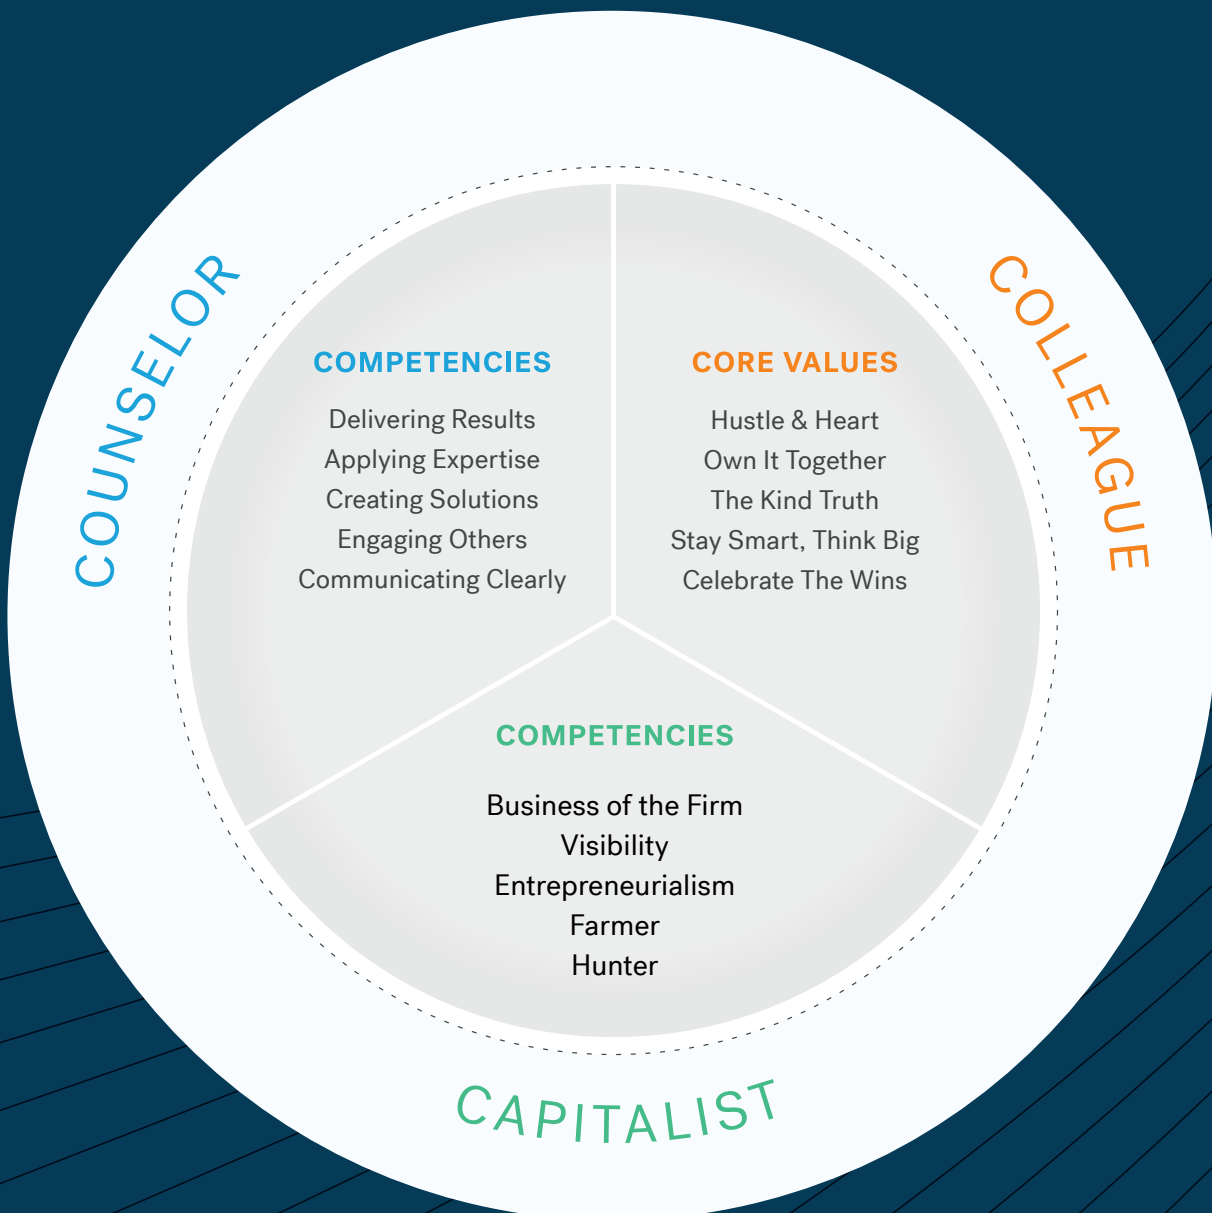 COUNSELOR
COLLEAGUE
COMPETENCIES
Delivering Results
Applying Expertise
Creating Solutions
Engaging Others
Communicating Clearly
CORE VALUES
Hustle & Heart
Own It Together
The Kind Truth
Stay Smart, Think Big
Celebrate The Wins
COMPETENCIES
Business of the Firm
Visibility
Entrepreneurialism
Farmer
Hunter
CAPITALIST